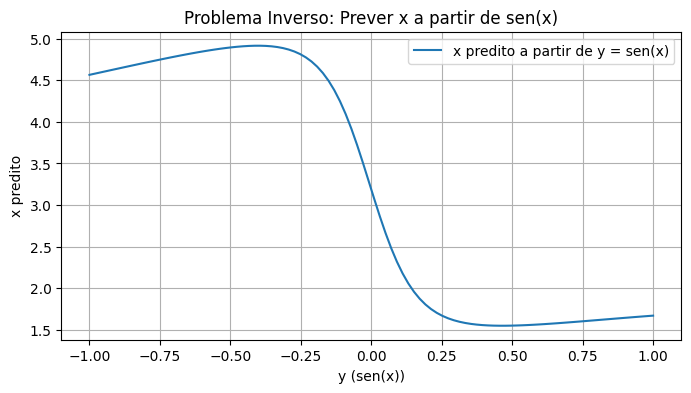 Problema Inverso: Prever x a partir de sen(x)
x predito a partir de y = sen(x)
x predito
5.0
4.5
4.0
3.5
3.0
2.5
2.0
1.5
−1.00 −0.75 −0.50 −0.25 0.00 0.25 0.50 0.75 1.00
y (sen(x))